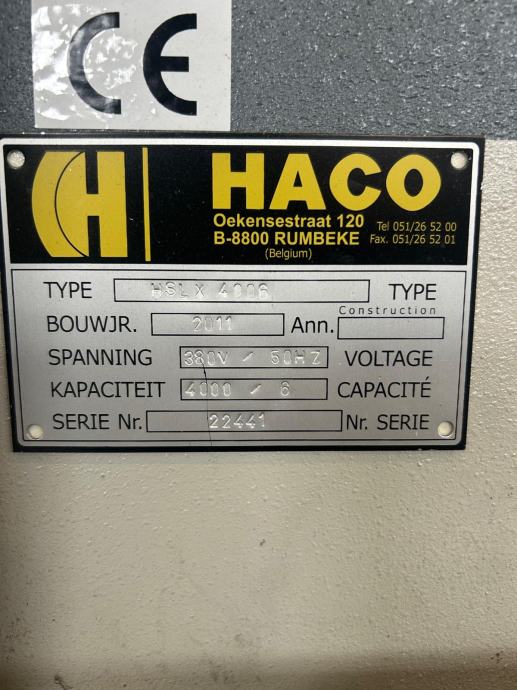 CE
H HACO
Oekensestraat 120 Tel 051/26 52 00
B-8800 RUMBEKE Fax. 051/26 52 01
(Belgium)
TYPE HSLX 4006 TYPE
BOUWJR. 2011 Ann. Construction
SPANNING 380V / 50HZ VOLTAGE
KAPACITEIT 4000 / 6 CAPACITÉ
SERIE Nr. 22441 Nr. SERIE